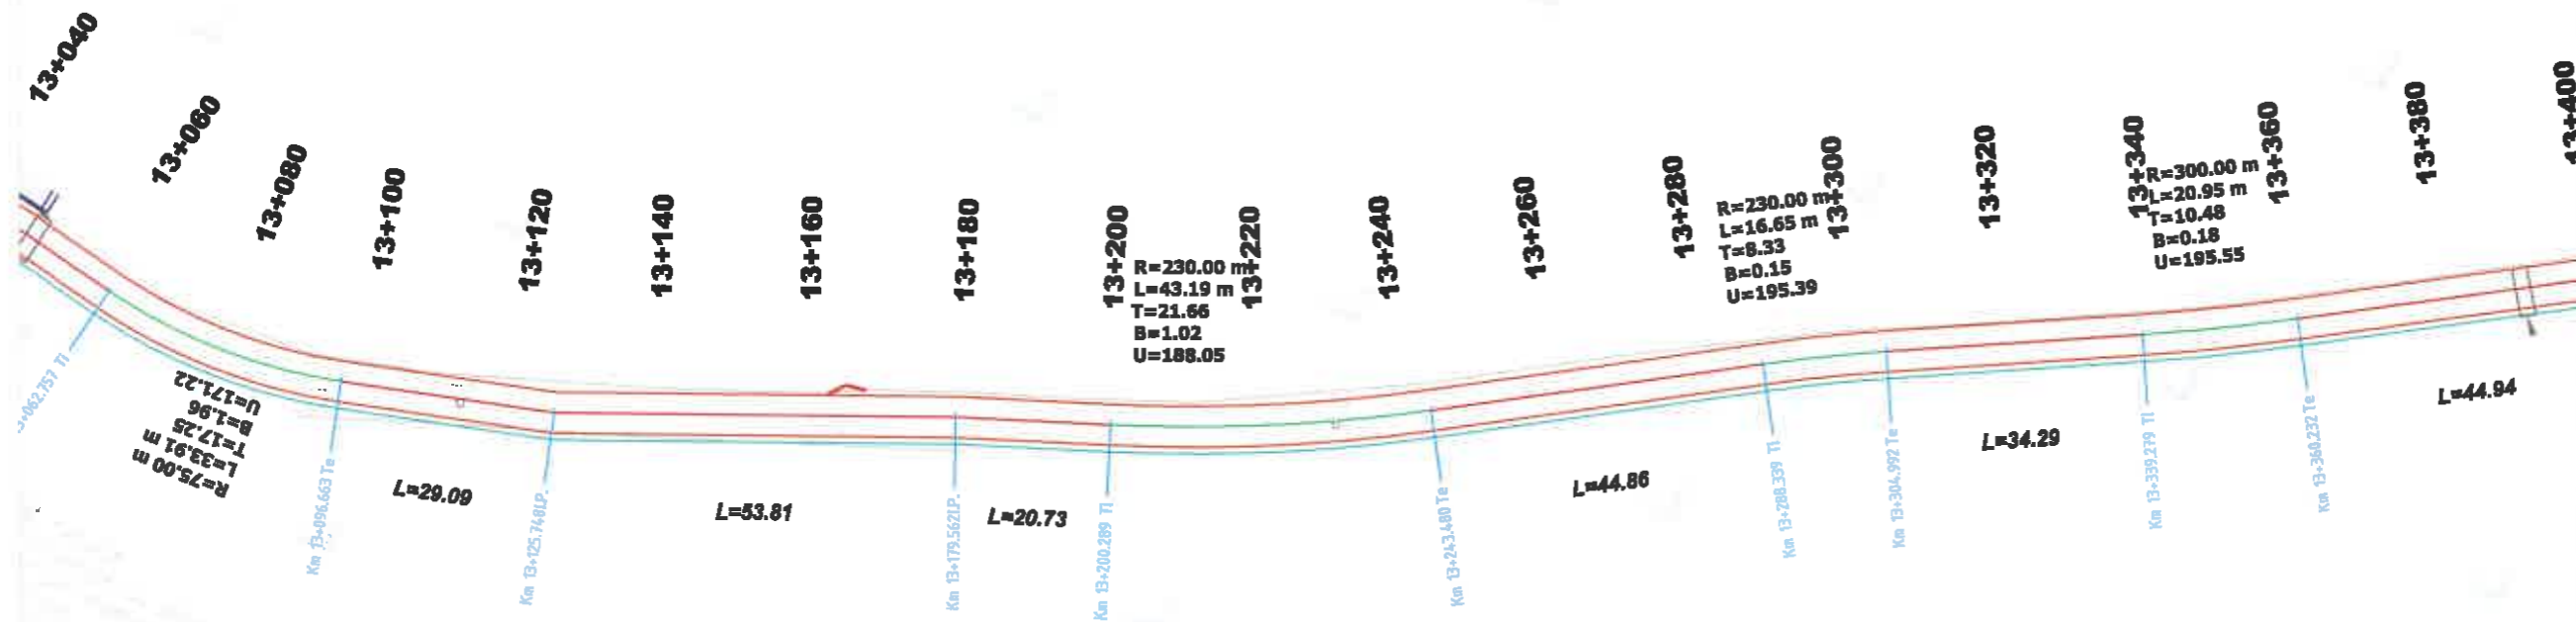 13+040
13+060
13+080
13+100
13+120
13+140
13+160
13+180
13+200
13+220
13+240
13+260
13+280
13+300
13+320
13+340
13+360
13+380
13+400
R=75.00 m
L=33.91 m
T=17.25
B=1.96
U=171.22
R=230.00 m
L=43.19 m
T=21.66
B=1.02
U=188.05
R=230.00 m
L=16.65 m
T=8.33
B=0.15
U=195.39
R=300.00 m
L=20.95 m
T=10.48
B=0.18
U=195.55
L=29.09
L=53.81
L=20.73
L=44.86
L=34.29
L=44.94
3+062.757 Ti
Km 13+096.663 Te
Km 13+125.748I.P.
Km 13+179.562I.P.
Km 13+200.289 Ti
Km 13+243.480 Te
Km 13+288.339 Ti
Km 13+304.992 Te
Km 13+339.279 Ti
Km 13+360.232 Te